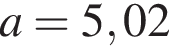 a = 5,02